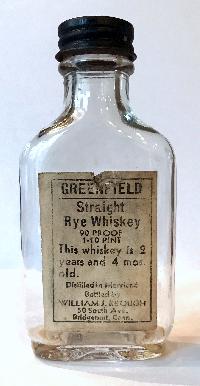 GREENFIELD
Straight
Rye Whiskey
90 PROOF
1-10 PINT
This whiskey is 2
years and 4 mos.
old.
Distilled in Maryland
Bottled by
WILLIAM J. KEOUGH
50 South Ave.
Bridgeport, Conn.